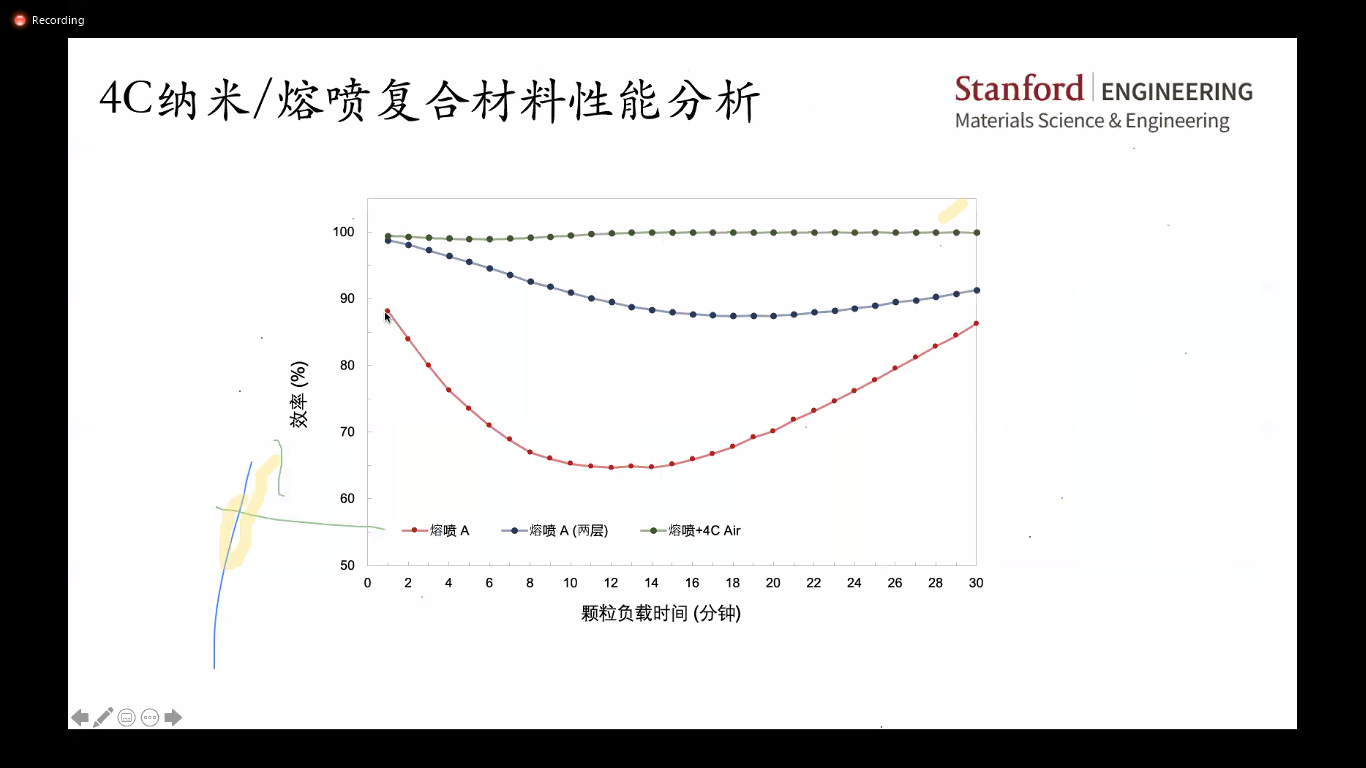 Recording
4C纳米/熔喷复合材料性能分析
Stanford ENGINEERING
Materials Science & Engineering
100
90
80
70
60
50
效率 (%)
熔喷 A 熔喷 A (两层) 熔喷+4C Air
0 2 4 6 8 10 12 14 16 18 20 22 24 26 28 30
颗粒负载时间 (分钟)